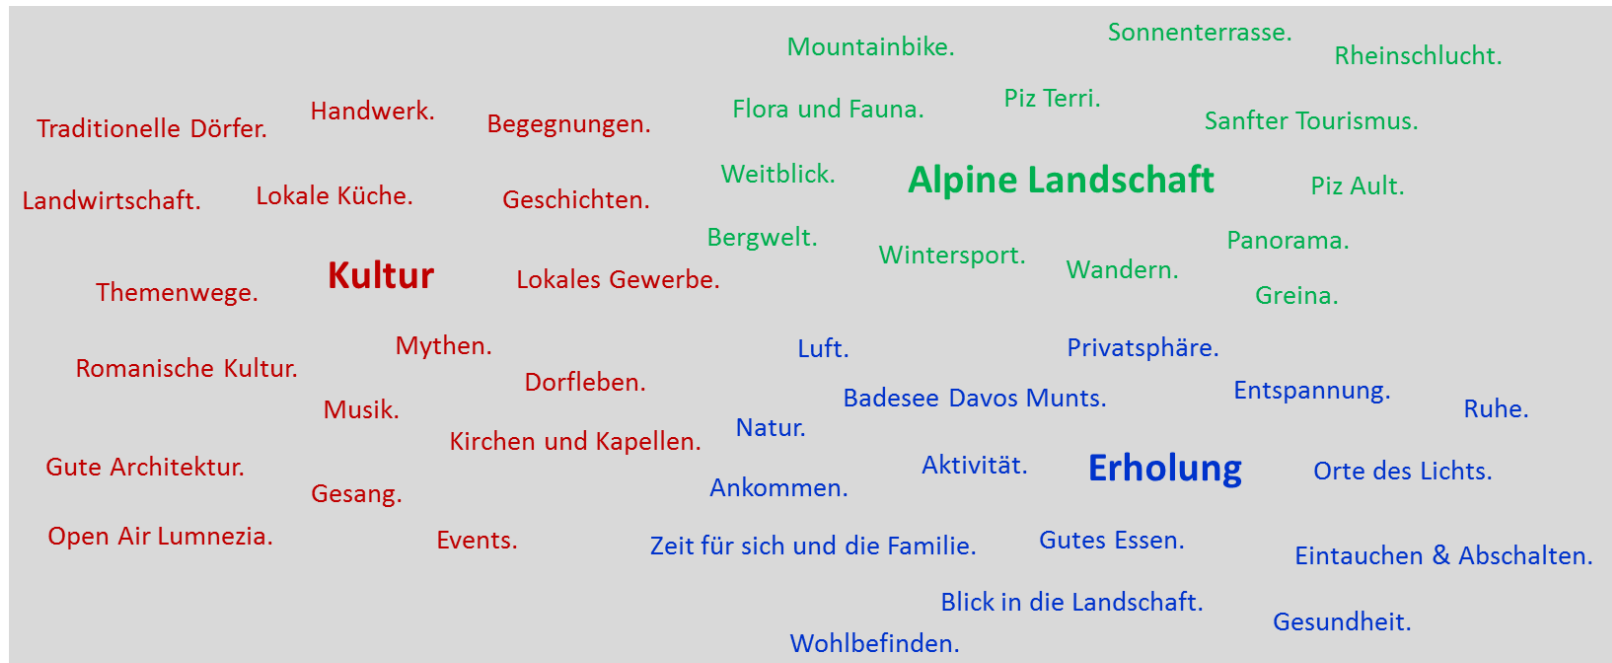 Traditionelle Dörfer.
Handwerk.
Begegnungen.
Landwirtschaft.
Lokale Küche.
Geschichten.
Kultur
Lokales Gewerbe.
Themenwege.
Mythen.
Romanische Kultur.
Dorfleben.
Musik.
Kirchen und Kapellen.
Gute Architektur.
Gesang.
Open Air Lumnezia.
Events.
Mountainbike.
Sonnenterrasse.
Rheinschlucht.
Flora und Fauna.
Piz Terri.
Sanfter Tourismus.
Weitblick.
Alpine Landschaft
Piz Ault.
Bergwelt.
Wintersport.
Wandern.
Panorama.
Greina.
Luft.
Privatsphäre.
Badesee Davos Munts.
Entspannung.
Ruhe.
Natur.
Aktivität.
Erholung
Orte des Lichts.
Ankommen.
Zeit für sich und die Familie.
Gutes Essen.
Eintauchen & Abschalten.
Blick in die Landschaft.
Gesundheit.
Wohlbefinden.